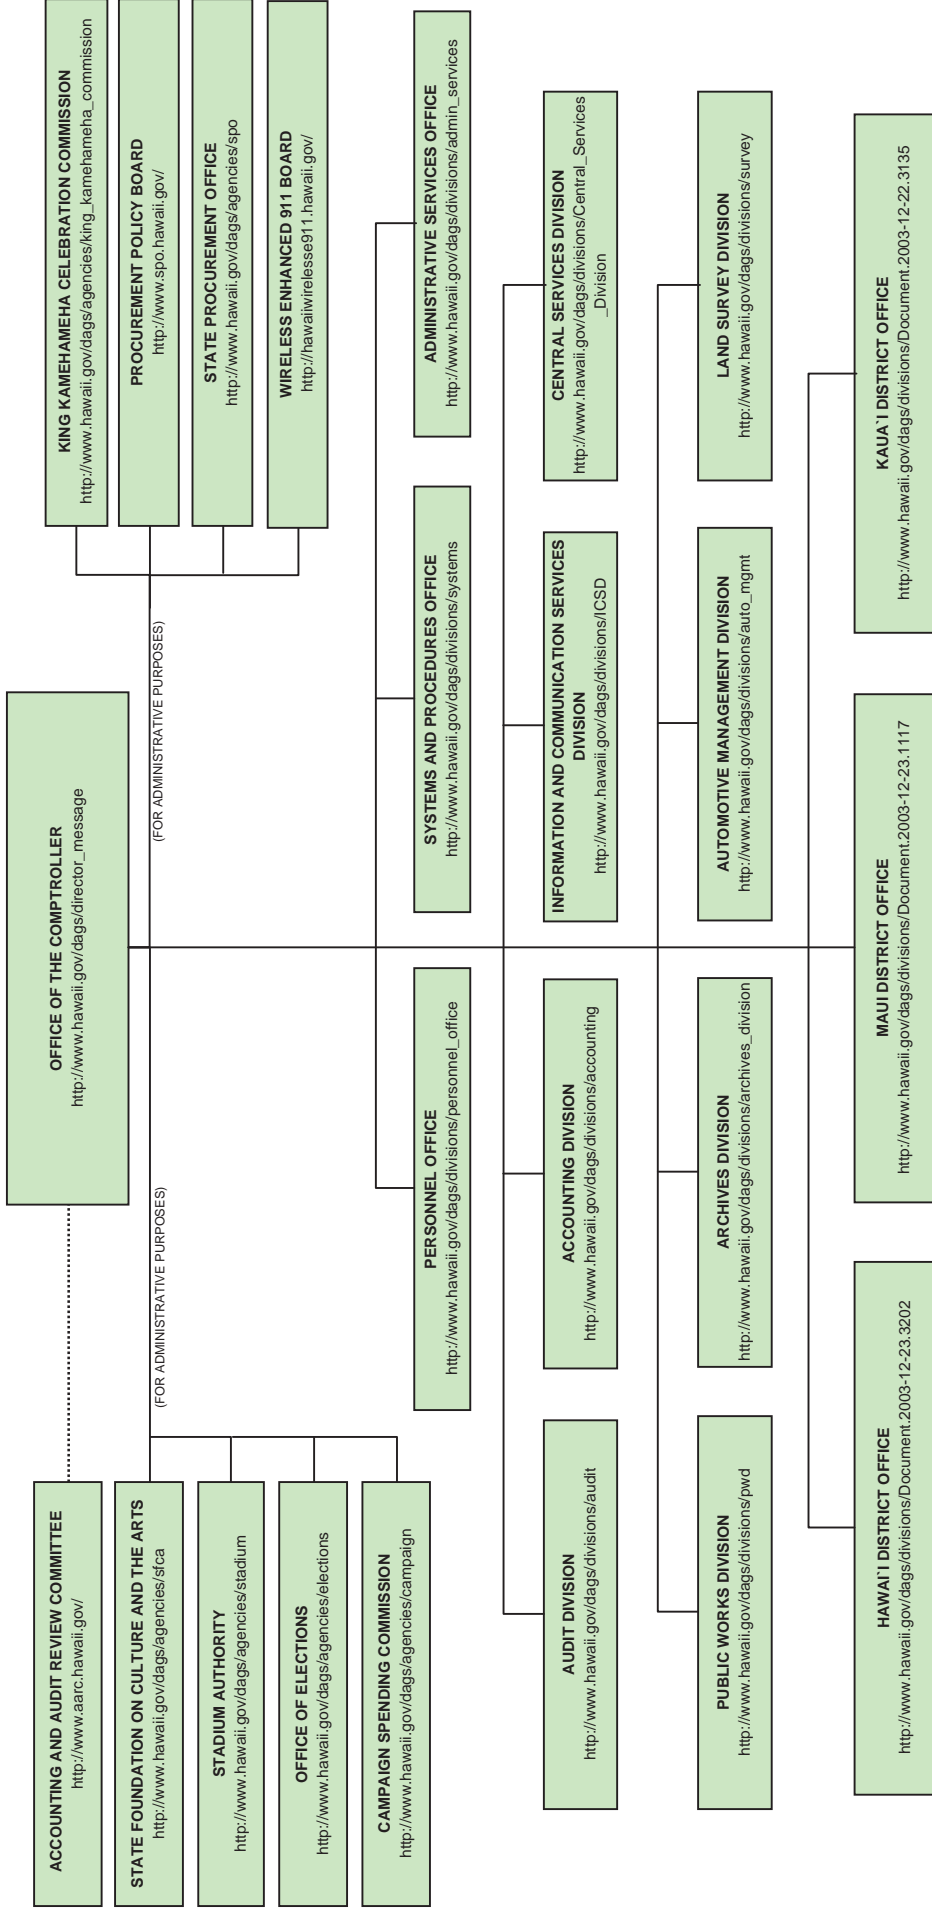 OFFICE OF THE COMPTROLLER
http://www.hawaii.gov/dags/director_message
ACCOUNTING AND AUDIT REVIEW COMMITTEE
http://www.aarc.hawaii.gov/
STATE FOUNDATION ON CULTURE AND THE ARTS
http://www.hawaii.gov/dags/agencies/sfca
STADIUM AUTHORITY
http://www.hawaii.gov/dags/agencies/stadium
OFFICE OF ELECTIONS
http://www.hawaii.gov/dags/agencies/elections
CAMPAIGN SPENDING COMMISSION
http://www.hawaii.gov/dags/agencies/campaign
(FOR ADMINISTRATIVE PURPOSES)
(FOR ADMINISTRATIVE PURPOSES)
KING KAMEHAMEHA CELEBRATION COMMISSION
http://www.hawaii.gov/dags/agencies/king_kamehameha_commission
PROCUREMENT POLICY BOARD
http://www.spo.hawaii.gov/
STATE PROCUREMENT OFFICE
http://www.hawaii.gov/dags/agencies/spo
WIRELESS ENHANCED 911 BOARD
http://hawaiiwirelesse911.hawaii.gov/
PERSONNEL OFFICE
http://www.hawaii.gov/dags/divisions/personnel_office
SYSTEMS AND PROCEDURES OFFICE
http://www.hawaii.gov/dags/divisions/systems
ADMINISTRATIVE SERVICES OFFICE
http://www.hawaii.gov/dags/divisions/admin_services
AUDIT DIVISION
http://www.hawaii.gov/dags/divisions/audit
ACCOUNTING DIVISION
http://www.hawaii.gov/dags/divisions/accounting
INFORMATION AND COMMUNICATION SERVICES
DIVISION
http://www.hawaii.gov/dags/divisions/ICSD
CENTRAL SERVICES DIVISION
http://www.hawaii.gov/dags/divisions/Central_Services
_Division
PUBLIC WORKS DIVISION
http://www.hawaii.gov/dags/divisions/pwd
ARCHIVES DIVISION
http://www.hawaii.gov/dags/divisions/archives_division
AUTOMOTIVE MANAGEMENT DIVISION
http://www.hawaii.gov/dags/divisions/auto_mgmt
LAND SURVEY DIVISION
http://www.hawaii.gov/dags/divisions/survey
HAWAI`I DISTRICT OFFICE
http://www.hawaii.gov/dags/divisions/Document.2003-12-23.3202
MAUI DISTRICT OFFICE
http://www.hawaii.gov/dags/divisions/Document.2003-12-23.1117
KAUA`I DISTRICT OFFICE
http://www.hawaii.gov/dags/divisions/Document.2003-12-22.3135